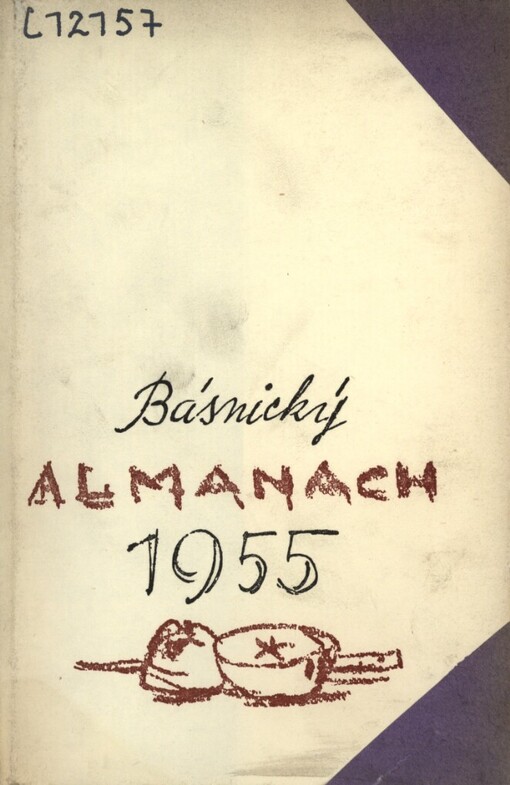 C12157
Básnický
ALMANACH
1955